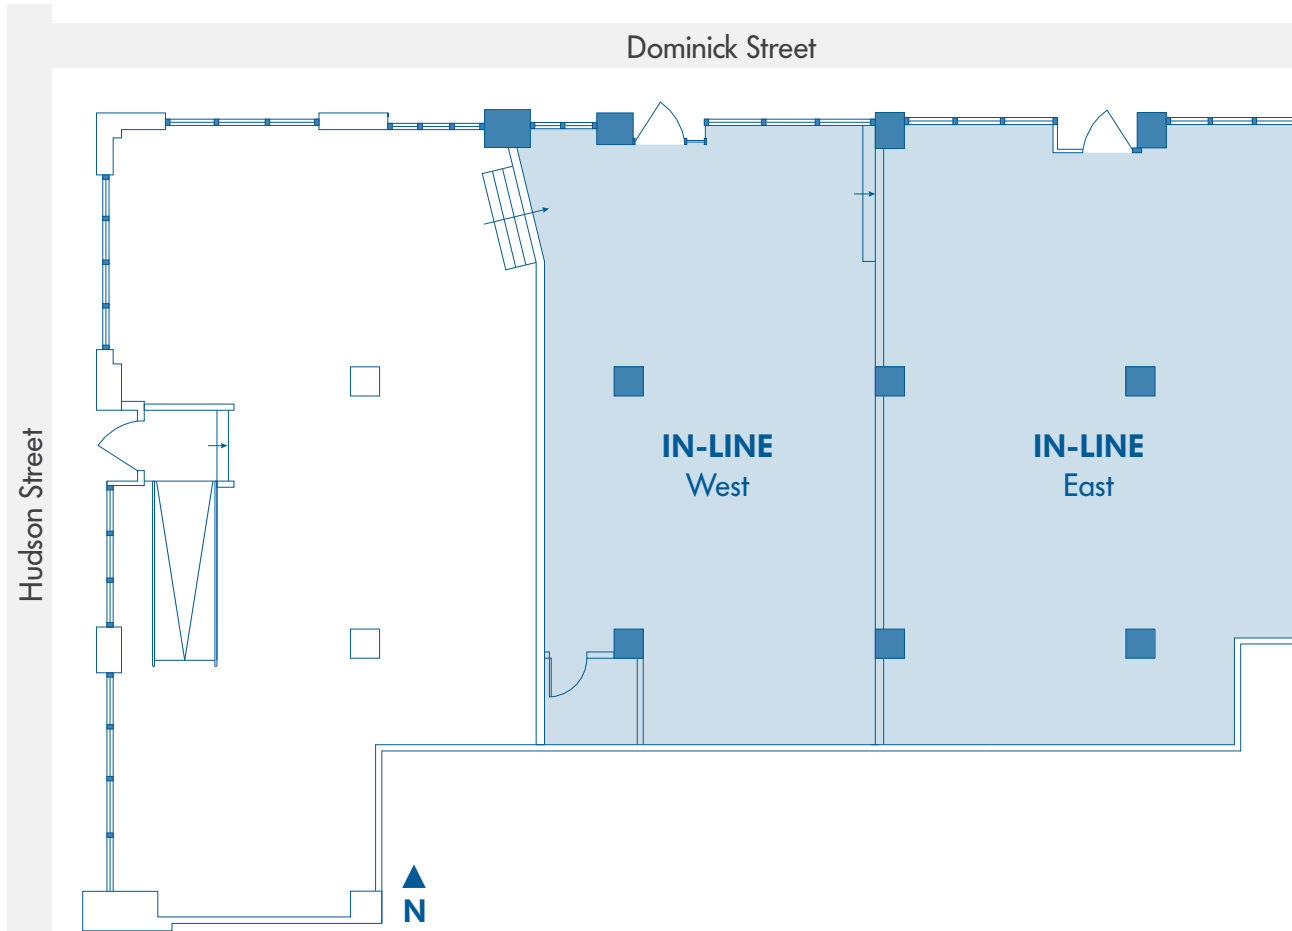 Dominick Street
Hudson Street
IN-LINE
West
IN-LINE
East
N